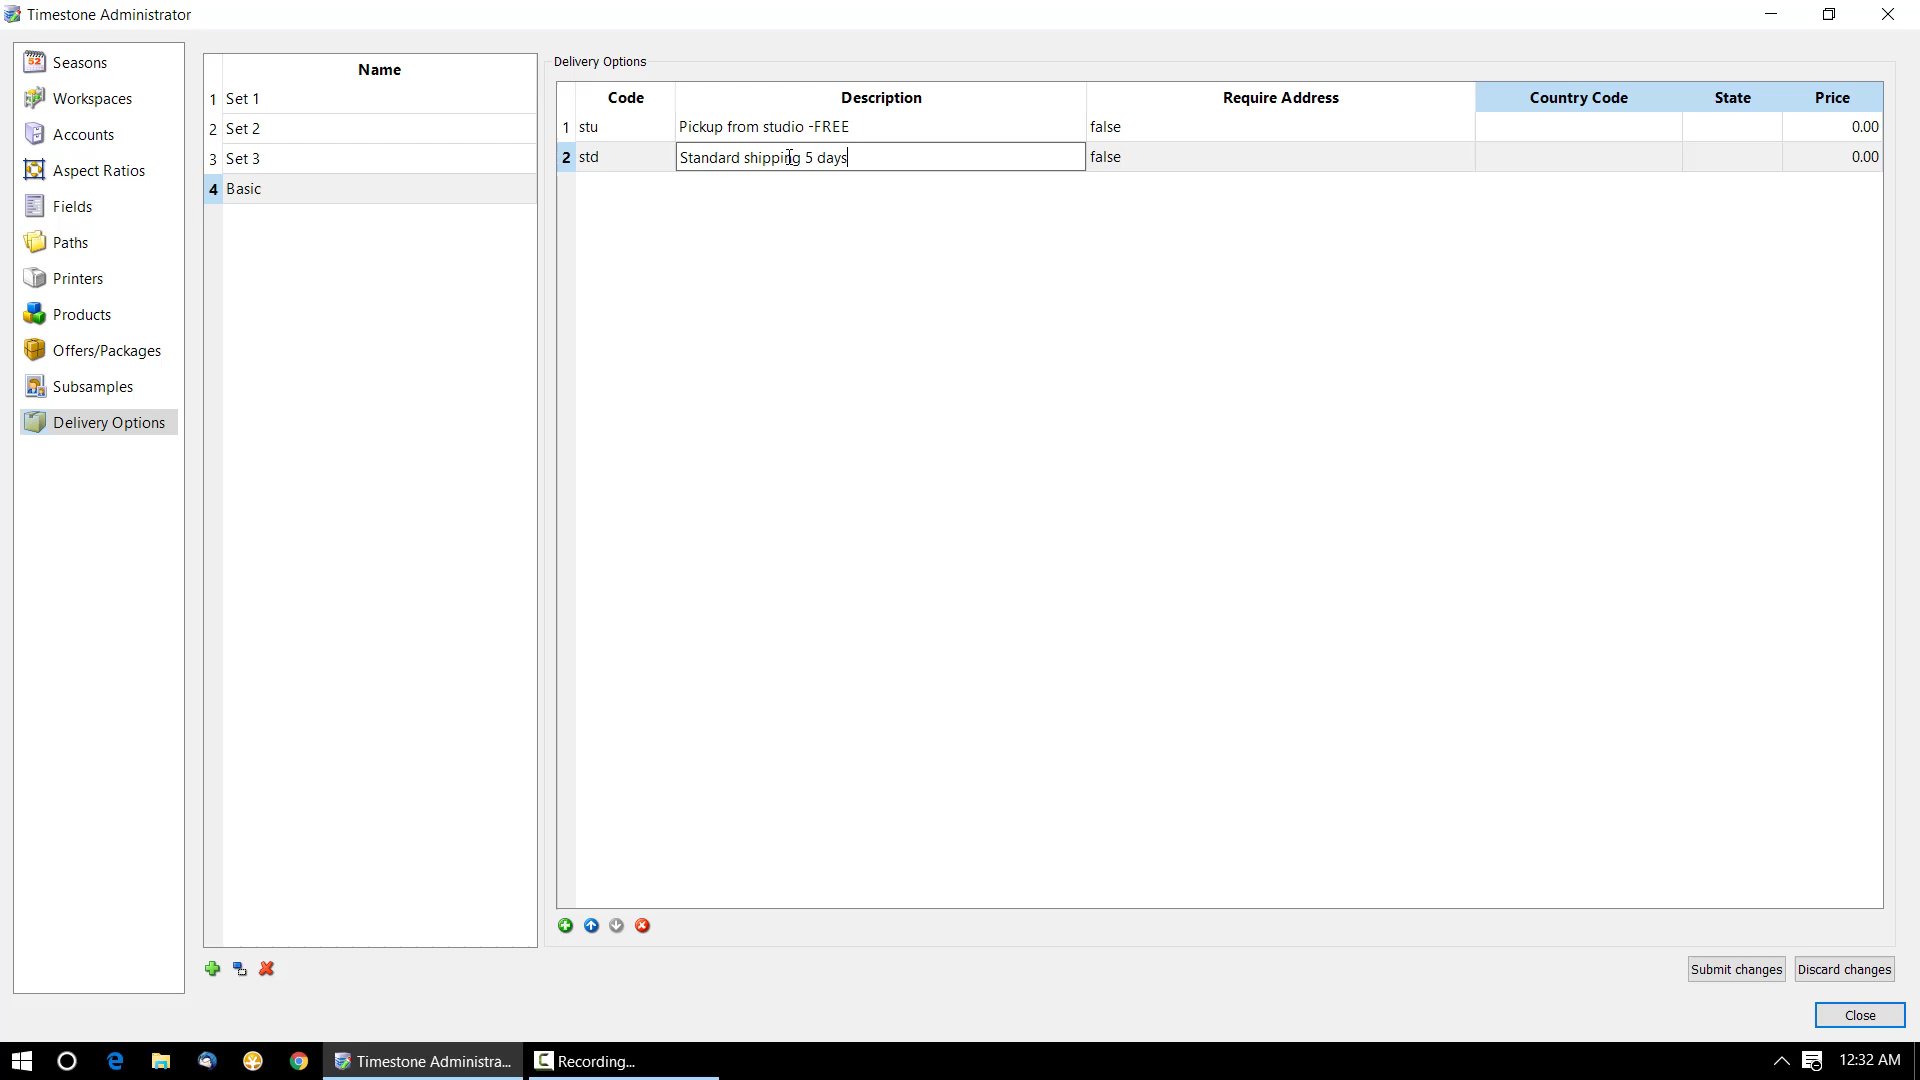 Timestone Administrator
Seasons
Workspaces
Accounts
Aspect Ratios
Fields
Paths
Printers
Products
Offers/Packages
Subsamples
Delivery Options
Name
1 Set 1
2 Set 2
3 Set 3
4 Basic
Delivery Options
Code Description Require Address Country Code State Price
1 stu Pickup from studio -FREE false 0.00
2 std Standard shipping 5 days false 0.00
Submit changes Discard changes
Close
Timestone Administra... Recording... 12:32 AM